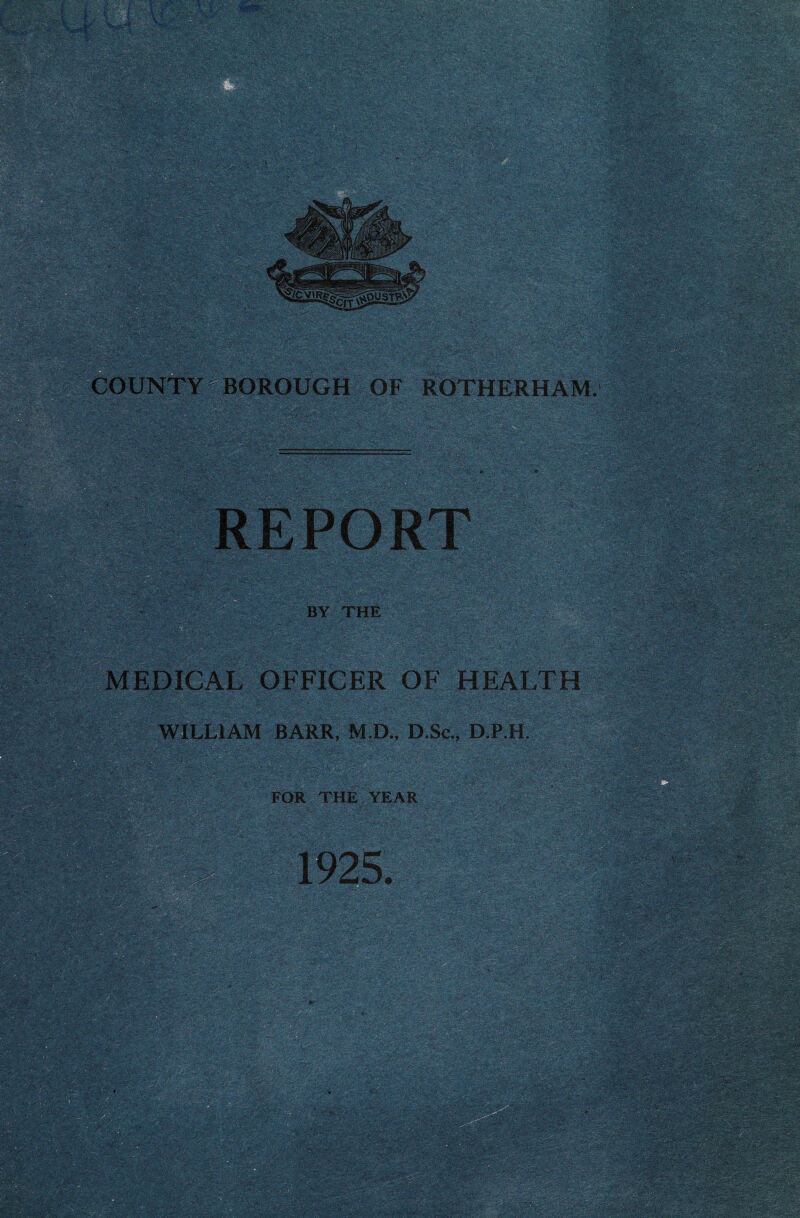 SIC VIRESCIT INDUSTRIA
COUNTY BOROUGH OF ROTHERHAM.
REPORT
BY THE
MEDICAL OFFICER OF HEALTH
WILLIAM BARR, M.D., D.Sc., D.P.H.
FOR THE YEAR
1925.